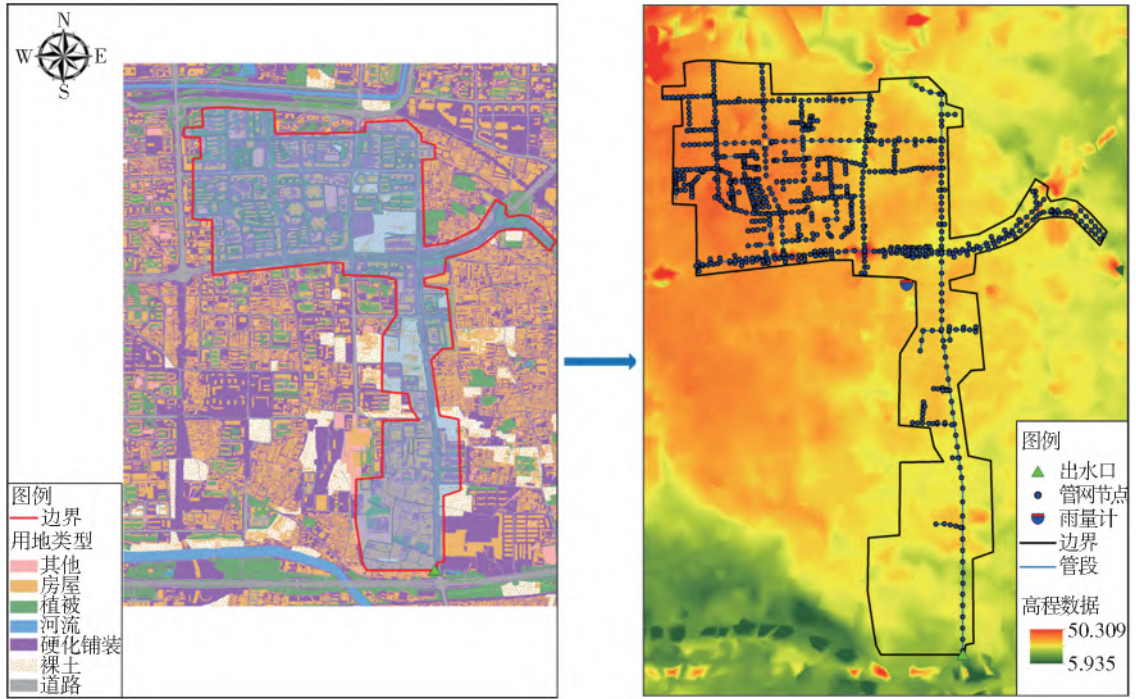 N
W E
S
图例
边界
用地类型
其他
房屋
植被
河流
硬化铺装
裸土
道路
图例
出水口
管网节点
雨量计
边界
管段
高程数据
50.309
5.935